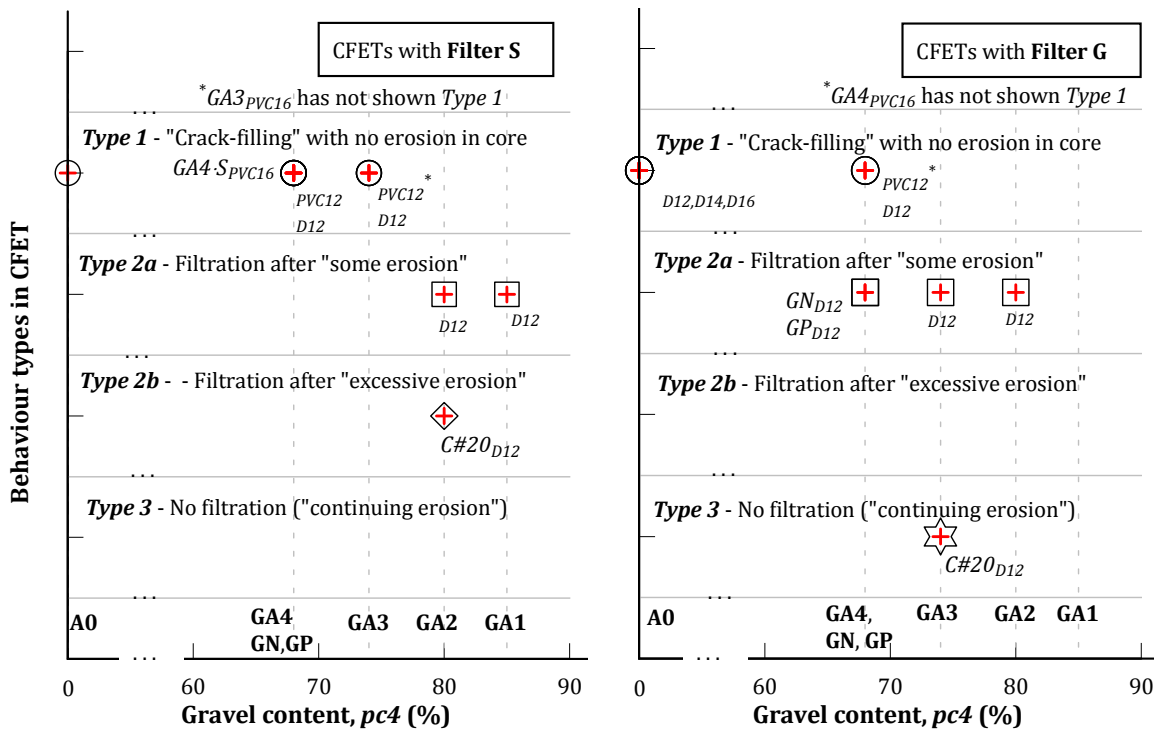 Behaviour types in CFET
CFETs with Filter S
*GA3PVC16 has not shown Type 1
...
Type 1 - "Crack-filling" with no erosion in core
GA4·SPVC16
PVC12
D12
PVC12*
D12
...
Type 2a - Filtration after "some erosion"
D12
D12
...
Type 2b - - Filtration after "excessive erosion"
C#20D12
...
Type 3 - No filtration ("continuing erosion")
...
A0
GA4
GN,GP
GA3
GA2
GA1
...
0
60
70
80
90
Gravel content, pc4 (%)
CFETs with Filter G
*GA4PVC16 has not shown Type 1
...
Type 1 - "Crack-filling" with no erosion in core
D12,D14,D16
PVC12*
D12
...
Type 2a - Filtration after "some erosion"
GND12
GPD12
D12
D12
...
Type 2b - Filtration after "excessive erosion"
...
Type 3 - No filtration ("continuing erosion")
C#20D12
...
A0
GA4,
GN, GP
GA3
GA2
GA1
...
0
60
70
80
90
Gravel content, pc4 (%)